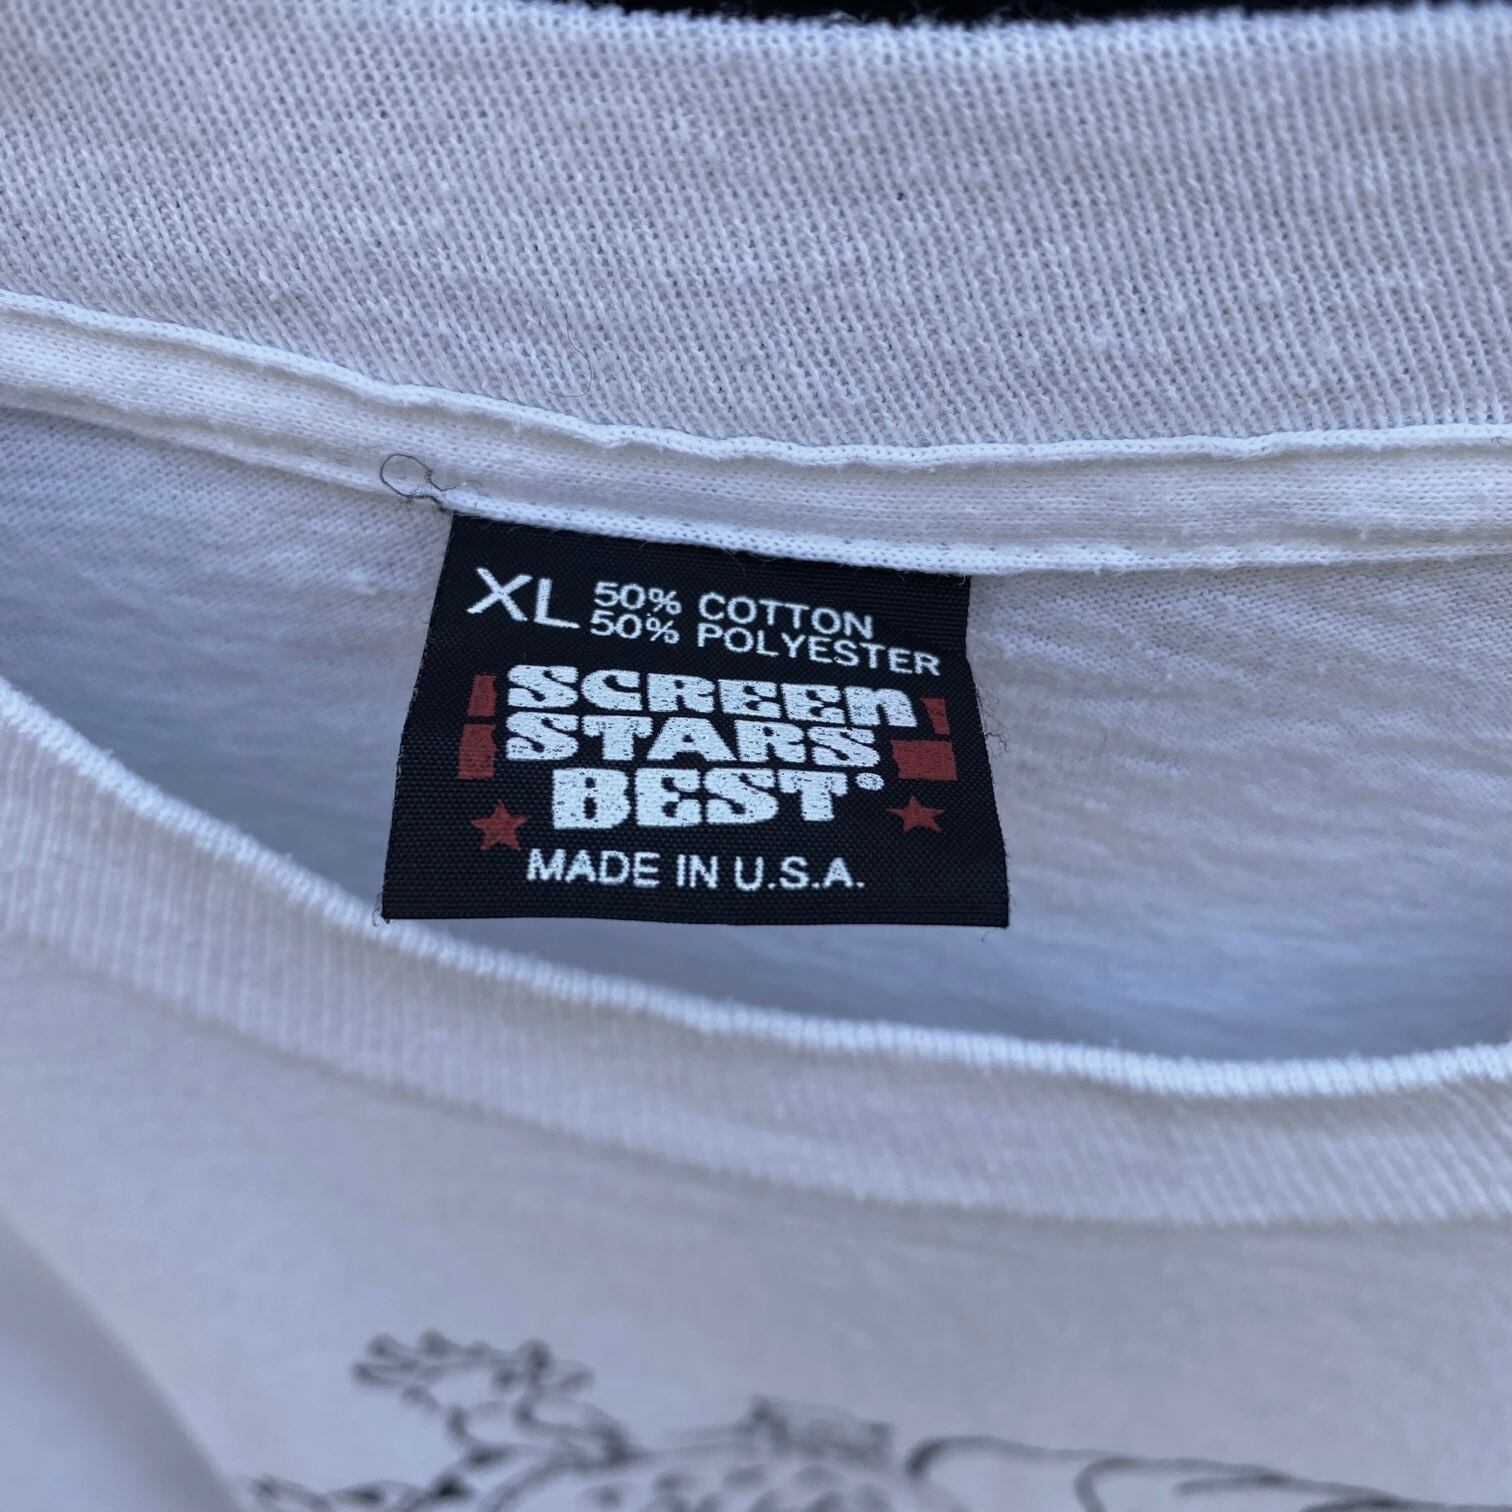 XL 50% COTTON
50% POLYESTER
SCREEN
STARS
BEST®
MADE IN U.S.A.